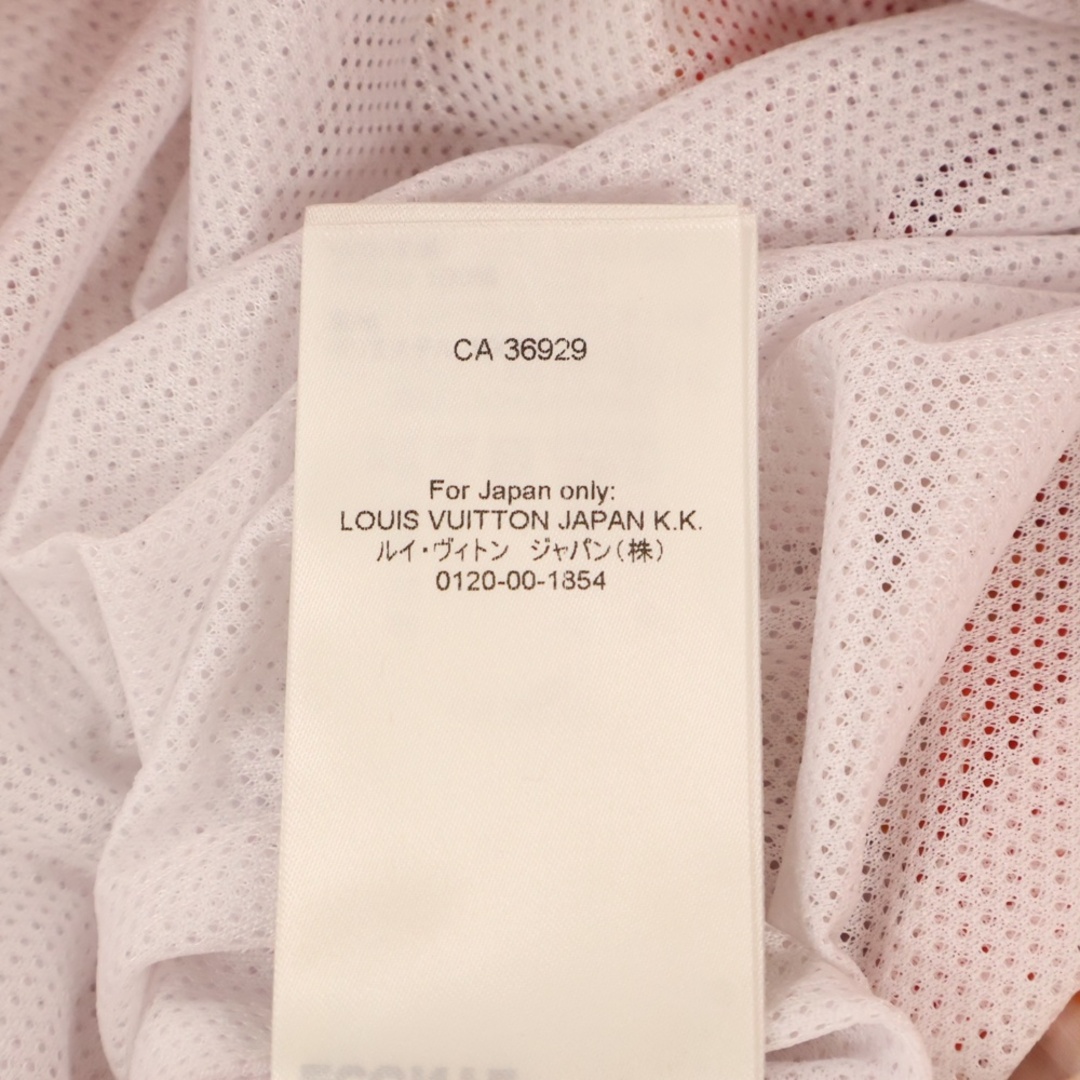 CA 36929
For Japan only:
LOUIS VUITTON JAPAN K.K.
ルイ・ヴィトン　ジャパン(株)
0120-00-1854